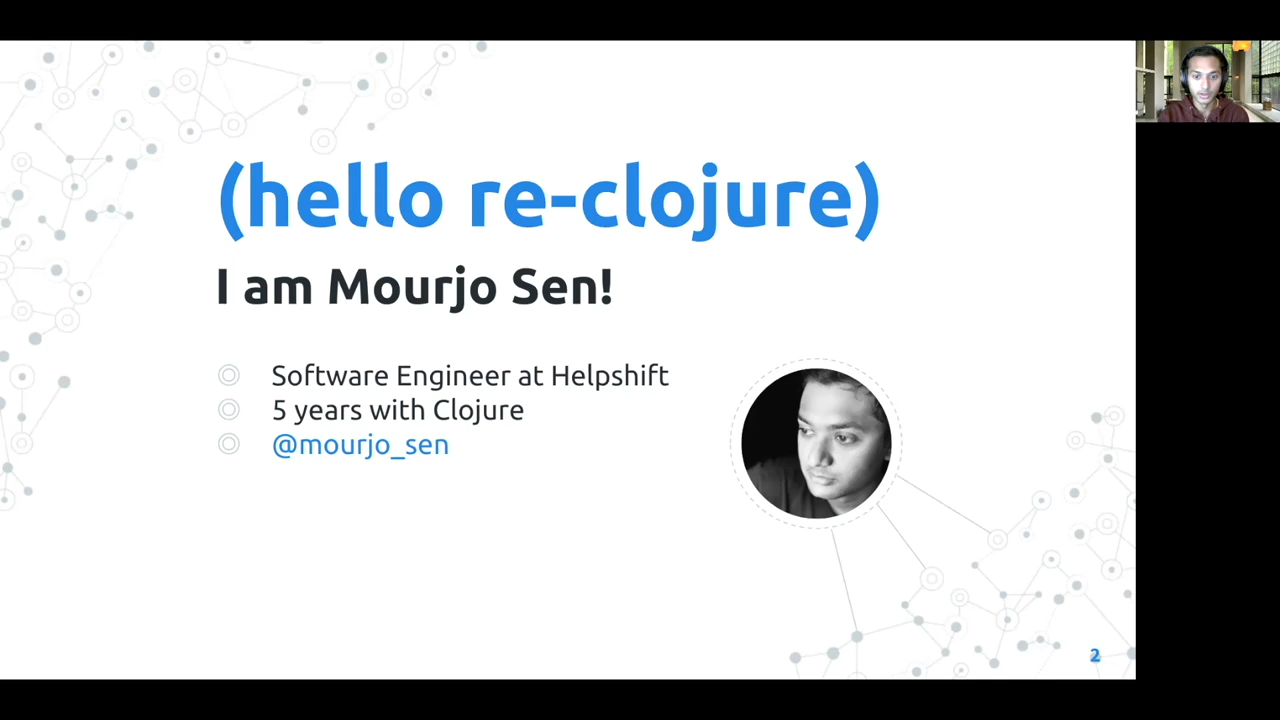 (hello re-clojure)
I am Mourjo Sen!
Software Engineer at Helpshift
5 years with Clojure
@mourjo_sen
2